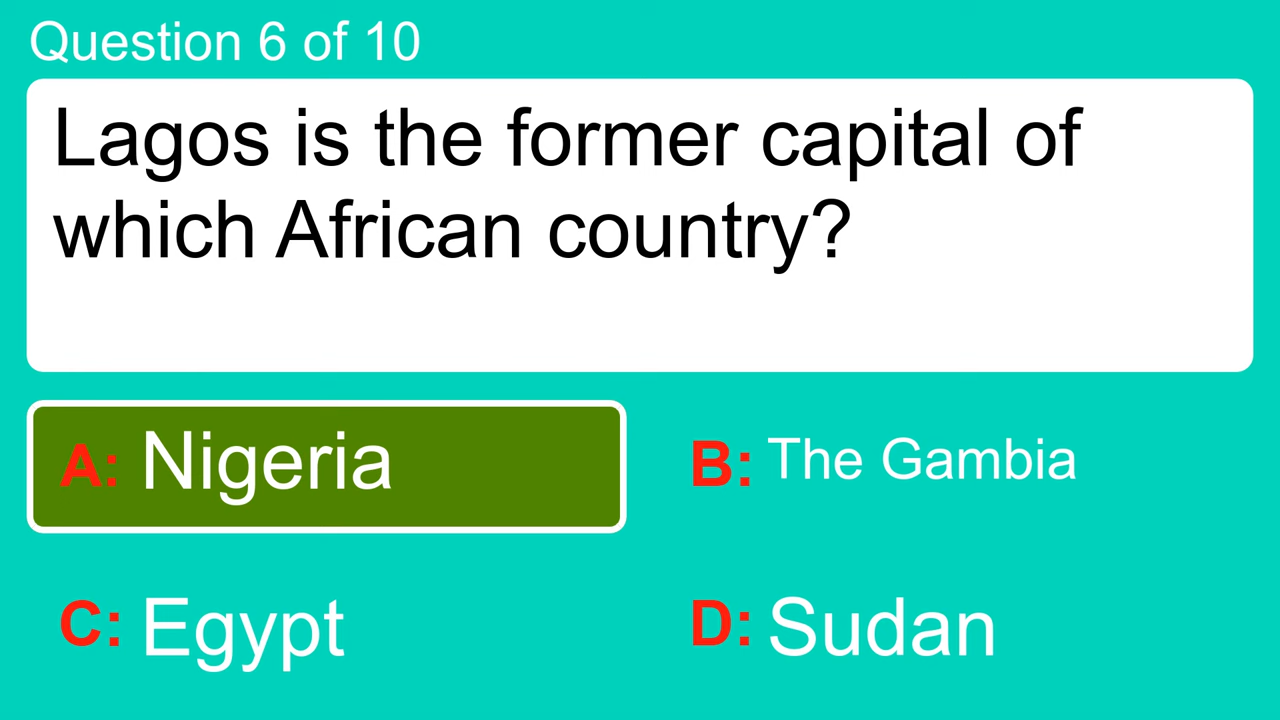 Question 6 of 10
Lagos is the former capital of
which African country?
A: Nigeria
B: The Gambia
C: Egypt
D: Sudan